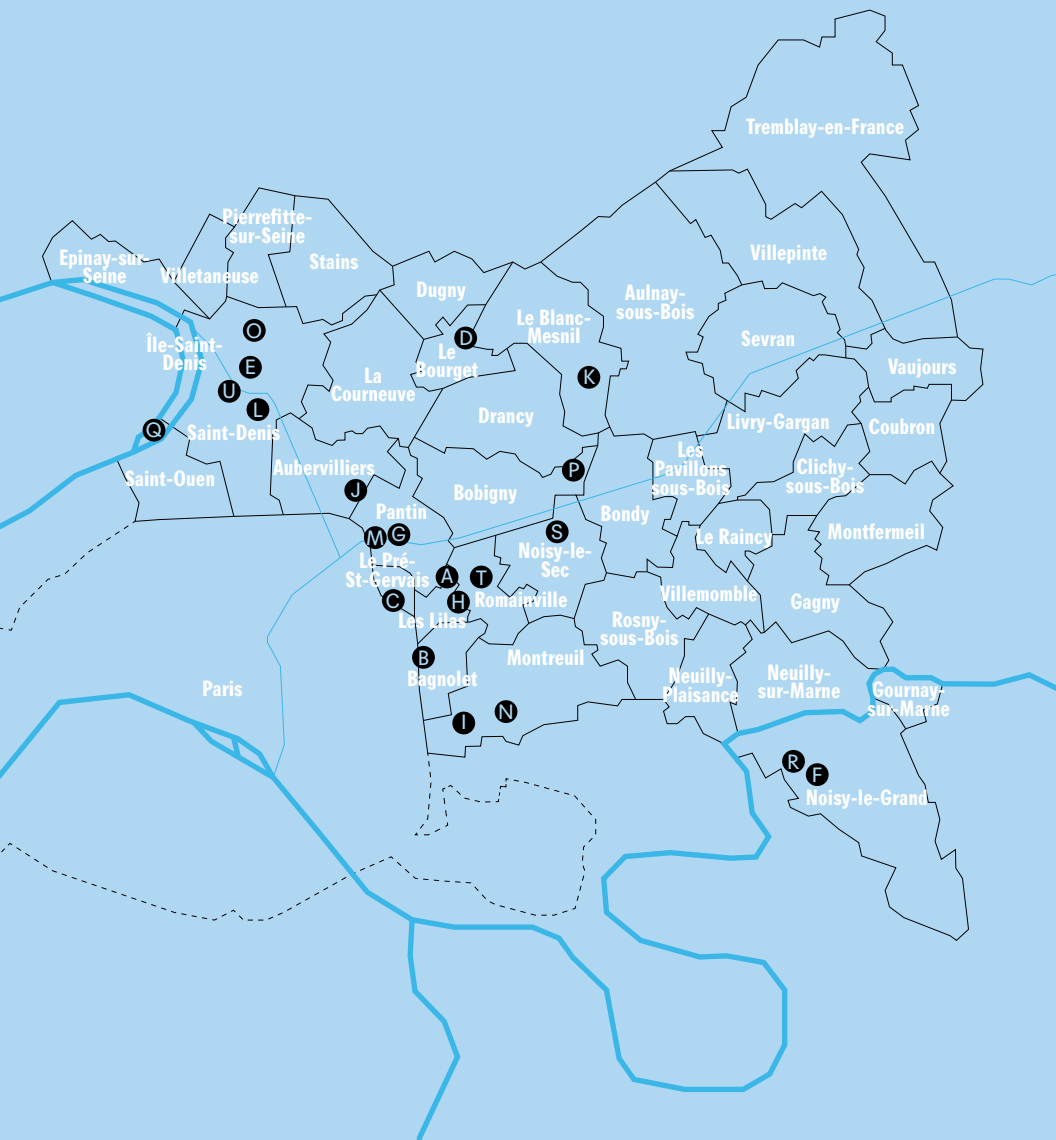 Tremblay-en-France
Pierrefitte-
sur-Seine
Epinay-sur-
Seine
Villetaneuse
Stains
Villepinte
Dugny
Aulnay-
sous-Bois
Le Blanc-
Mesnil
O
D
Sevran
Île-Saint-
Denis
Le
Bourget
E
Vaujours
K
La
Courneuve
U
L
Drancy
Livry-Gargan
Coubron
Q
Saint-Denis
Les
Pavillons
sous-Bois
Aubervilliers
P
Clichy-
sous-Bois
Saint-Ouen
J
Bobigny
Pantin
Bondy
M
G
S
Le Raincy
Montfermeil
Noisy-le-
Sec
Le Pré-
St-Gervais
A
T
C
H
Romainville
Villemomble
Gagny
Les Lilas
Rosny-
sous-Bois
B
Montreuil
Bagnolet
Neuilly-
Plaisance
Neuilly-
sur-Marne
Paris
Gournay-
sur-Marne
I
N
R
F
Noisy-le-Grand